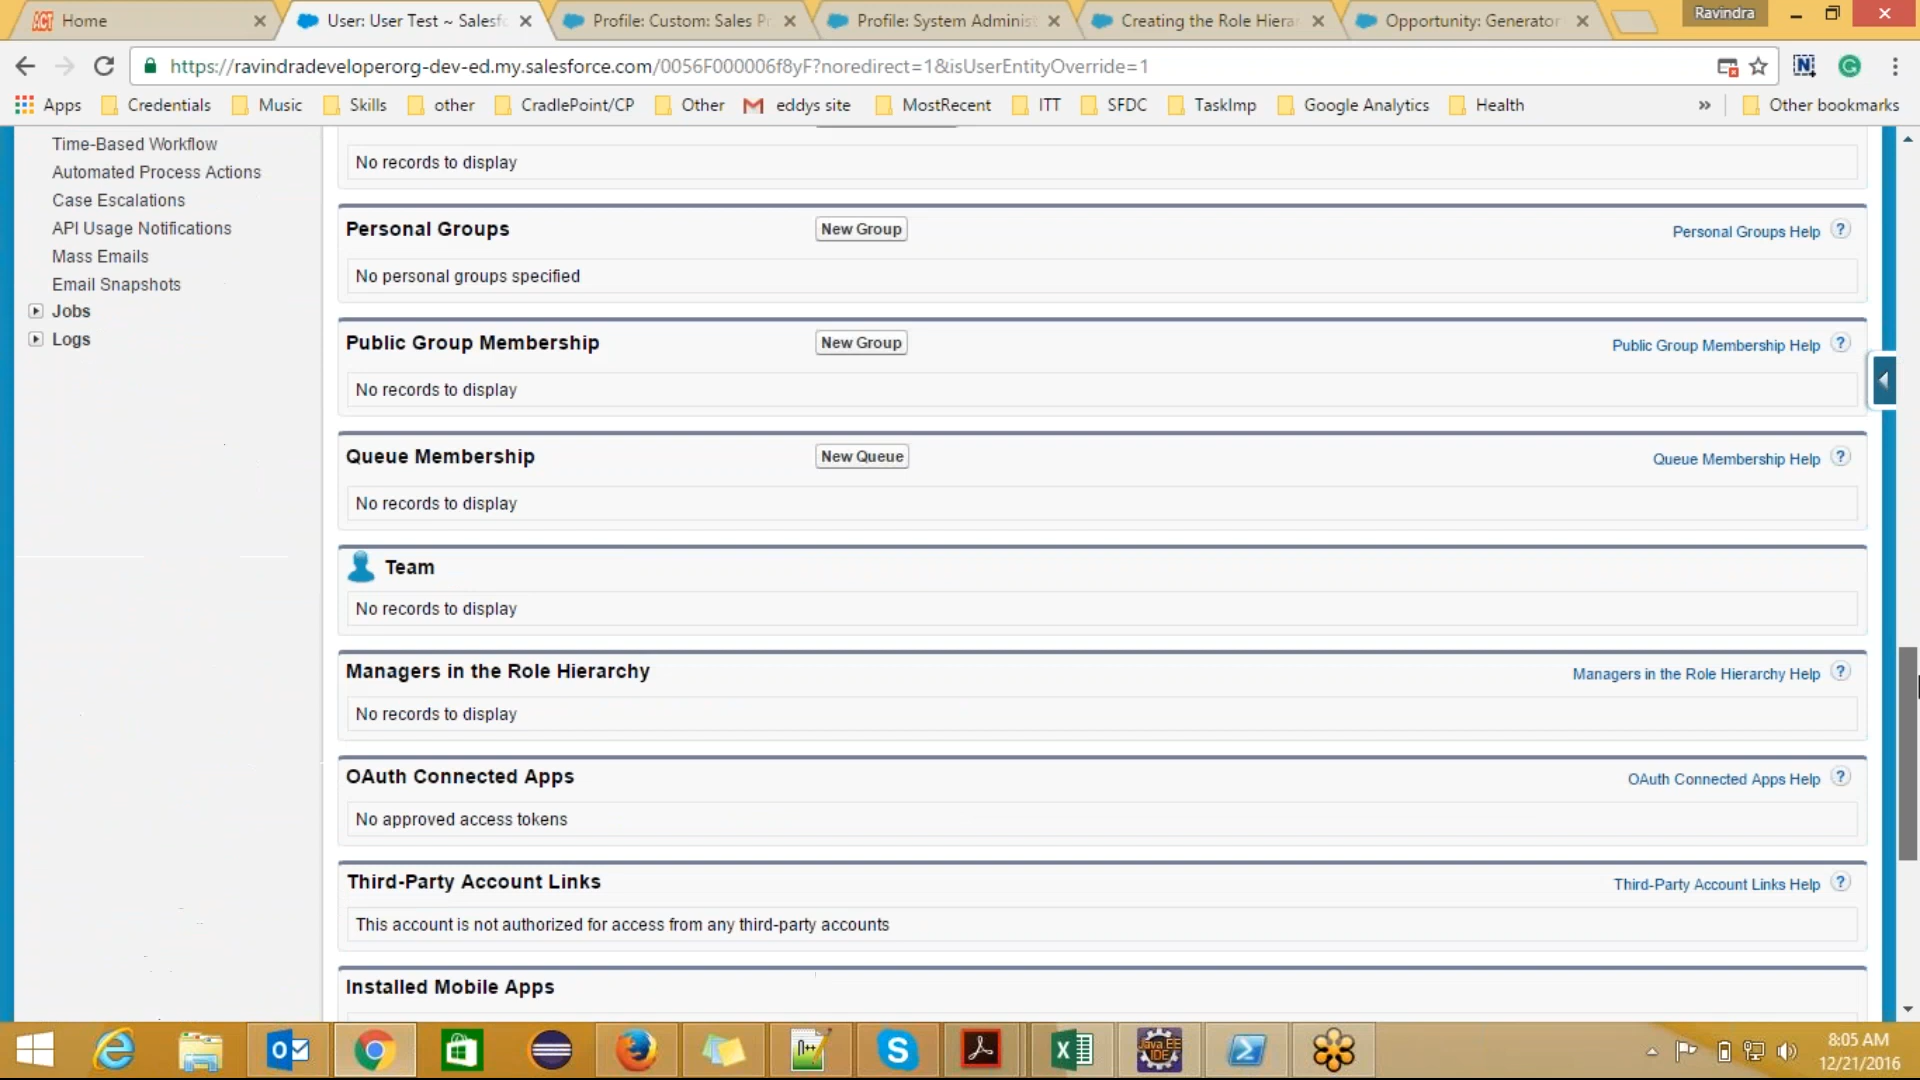 Home
User: User Test ~ Salesf
Profile: Custom: Sales P
Profile: System Adminis
Creating the Role Hiera
Opportunity: Generator
Ravindra
https://ravindradeveloperorg-dev-ed.my.salesforce.com/0056F000006f8yF?noredirect=1&isUserEntityOverride=1
Apps
Credentials
Music
Skills
other
CradlePoint/CP
Other
eddys site
MostRecent
ITT
SFDC
TaskImp
Google Analytics
Health
»
Other bookmarks
Time-Based Workflow
Automated Process Actions
Case Escalations
API Usage Notifications
Mass Emails
Email Snapshots
Jobs
Logs
No records to display
Personal Groups
New Group
Personal Groups Help ?
No personal groups specified
Public Group Membership
New Group
Public Group Membership Help ?
No records to display
Queue Membership
New Queue
Queue Membership Help ?
No records to display
Team
No records to display
Managers in the Role Hierarchy
Managers in the Role Hierarchy Help ?
No records to display
OAuth Connected Apps
OAuth Connected Apps Help ?
No approved access tokens
Third-Party Account Links
Third-Party Account Links Help ?
This account is not authorized for access from any third-party accounts
Installed Mobile Apps
Java EE
IDE
8:05 AM
12/21/2016